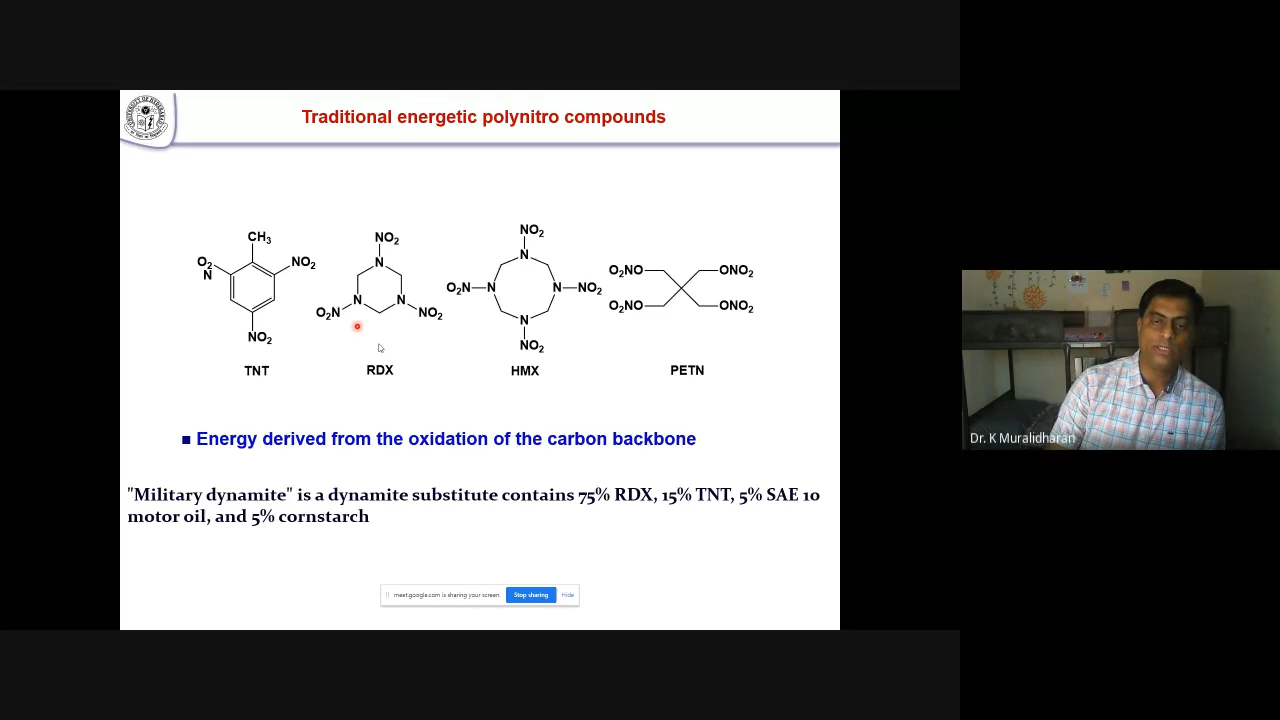 Traditional energetic polynitro compounds
CH3
O2
N
NO2
NO2
TNT
NO2
N
N
N
O2N
NO2
RDX
NO2
N
O2N
N
N
NO2
N
NO2
HMX
O2NO
ONO2
O2NO
ONO2
PETN
Energy derived from the oxidation of the carbon backbone
"Military dynamite" is a dynamite substitute contains 75% RDX, 15% TNT, 5% SAE 10
motor oil, and 5% cornstarch
meet.google.com is sharing your screen.
Stop sharing
Hide
Dr. K Muralidharan